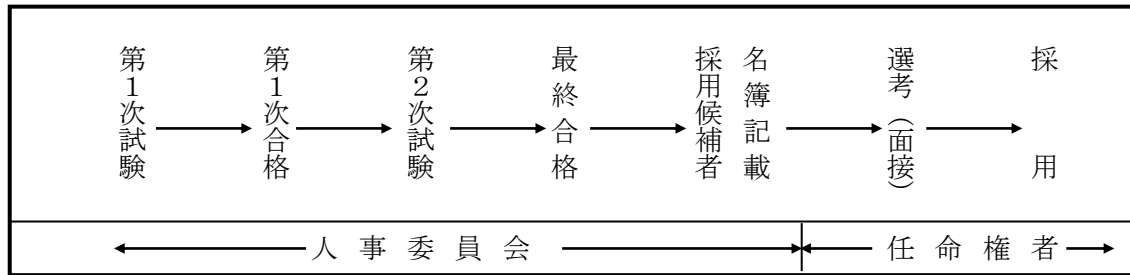 第１次試験
第１次合格
第２次試験
最終合格
採用候補者
名簿記載
選考（面接）
採用
人事委員会
任命権者